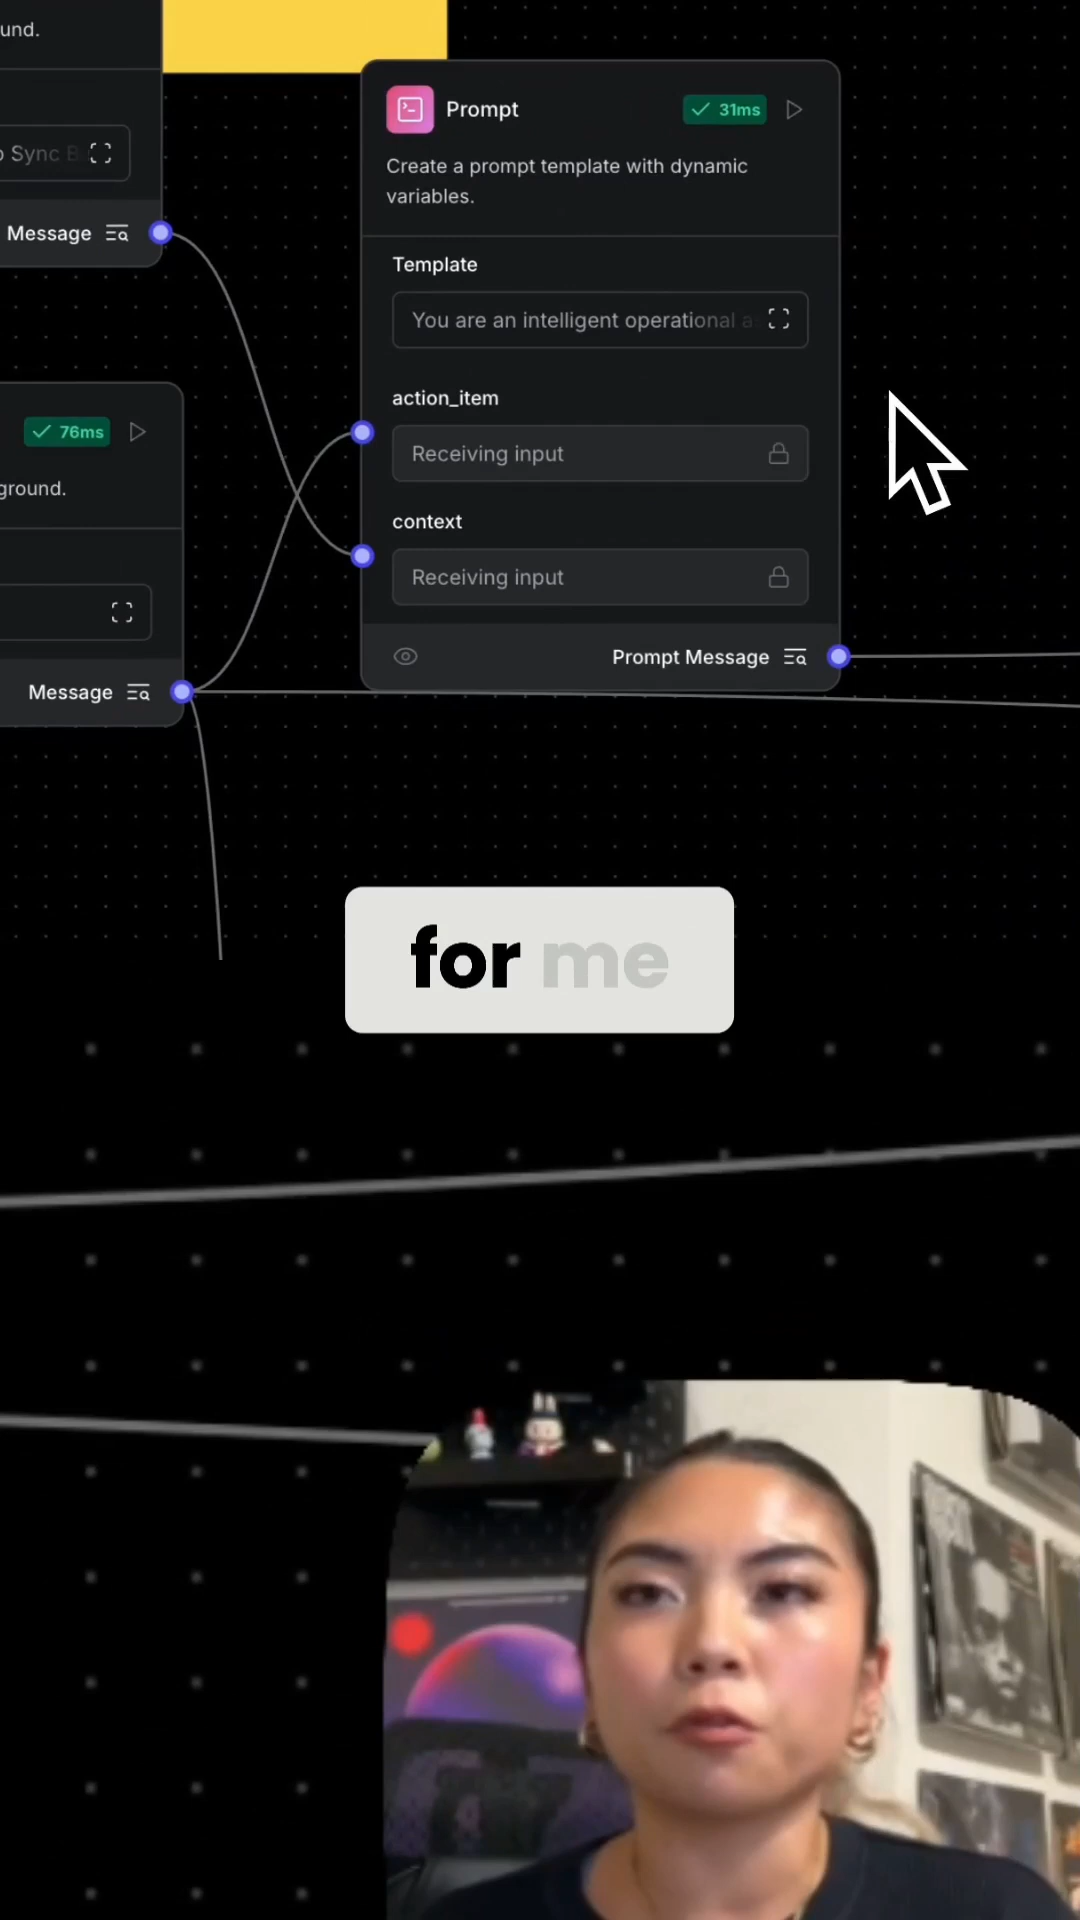 und.
Sync
Message
76ms
ground.
Message
Prompt
31ms
Create a prompt template with dynamic
variables.
Template
You are an intelligent operational
action_item
Receiving input
context
Receiving input
Prompt Message
for me